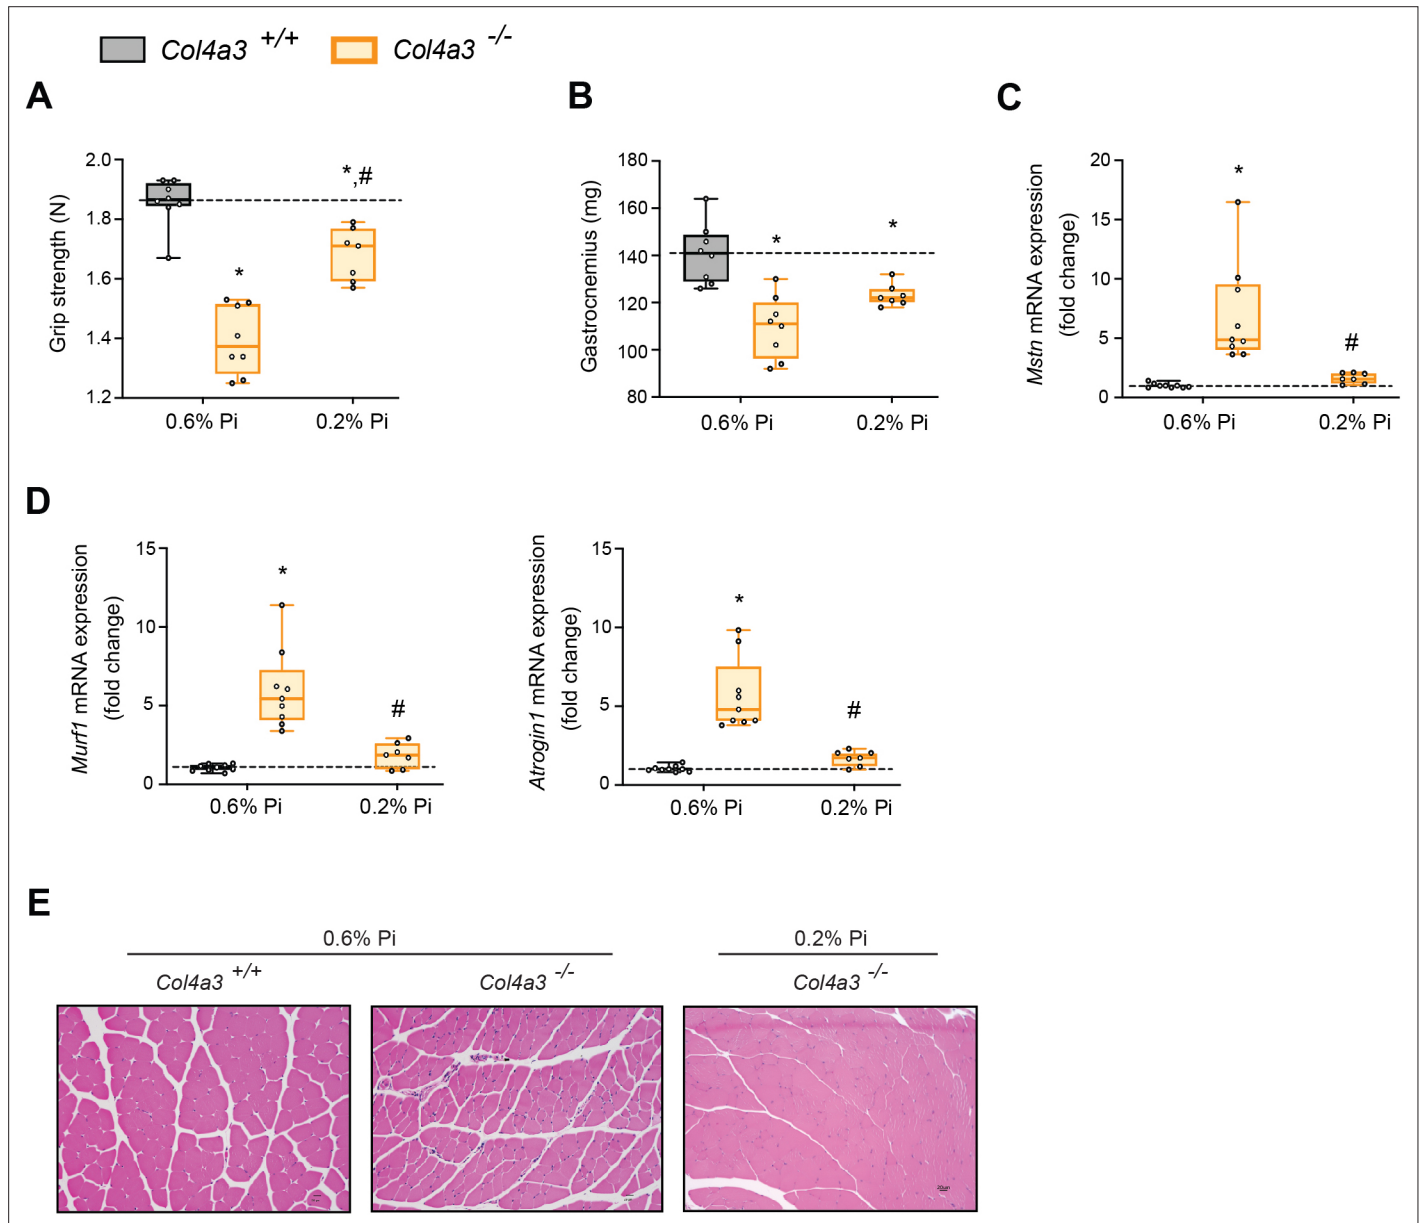 Col4a3 +/+ Col4a3 -/-
A
B
C
Grip strength (N)
2.0
1.8
1.6
1.4
1.2
*
*,#
0.6% Pi
0.2% Pi
Gastrocnemius (mg)
180
160
140
120
100
80
*
*
0.6% Pi
0.2% Pi
Mstn mRNA expression
(fold change)
20
15
10
5
0
*
#
0.6% Pi
0.2% Pi
D
Murf1 mRNA expression
(fold change)
15
10
5
0
*
#
0.6% Pi
0.2% Pi
Atrogin1 mRNA expression
(fold change)
15
10
5
0
*
#
0.6% Pi
0.2% Pi
E
0.6% Pi
0.2% Pi
Col4a3 +/+
Col4a3 -/-
Col4a3 -/-